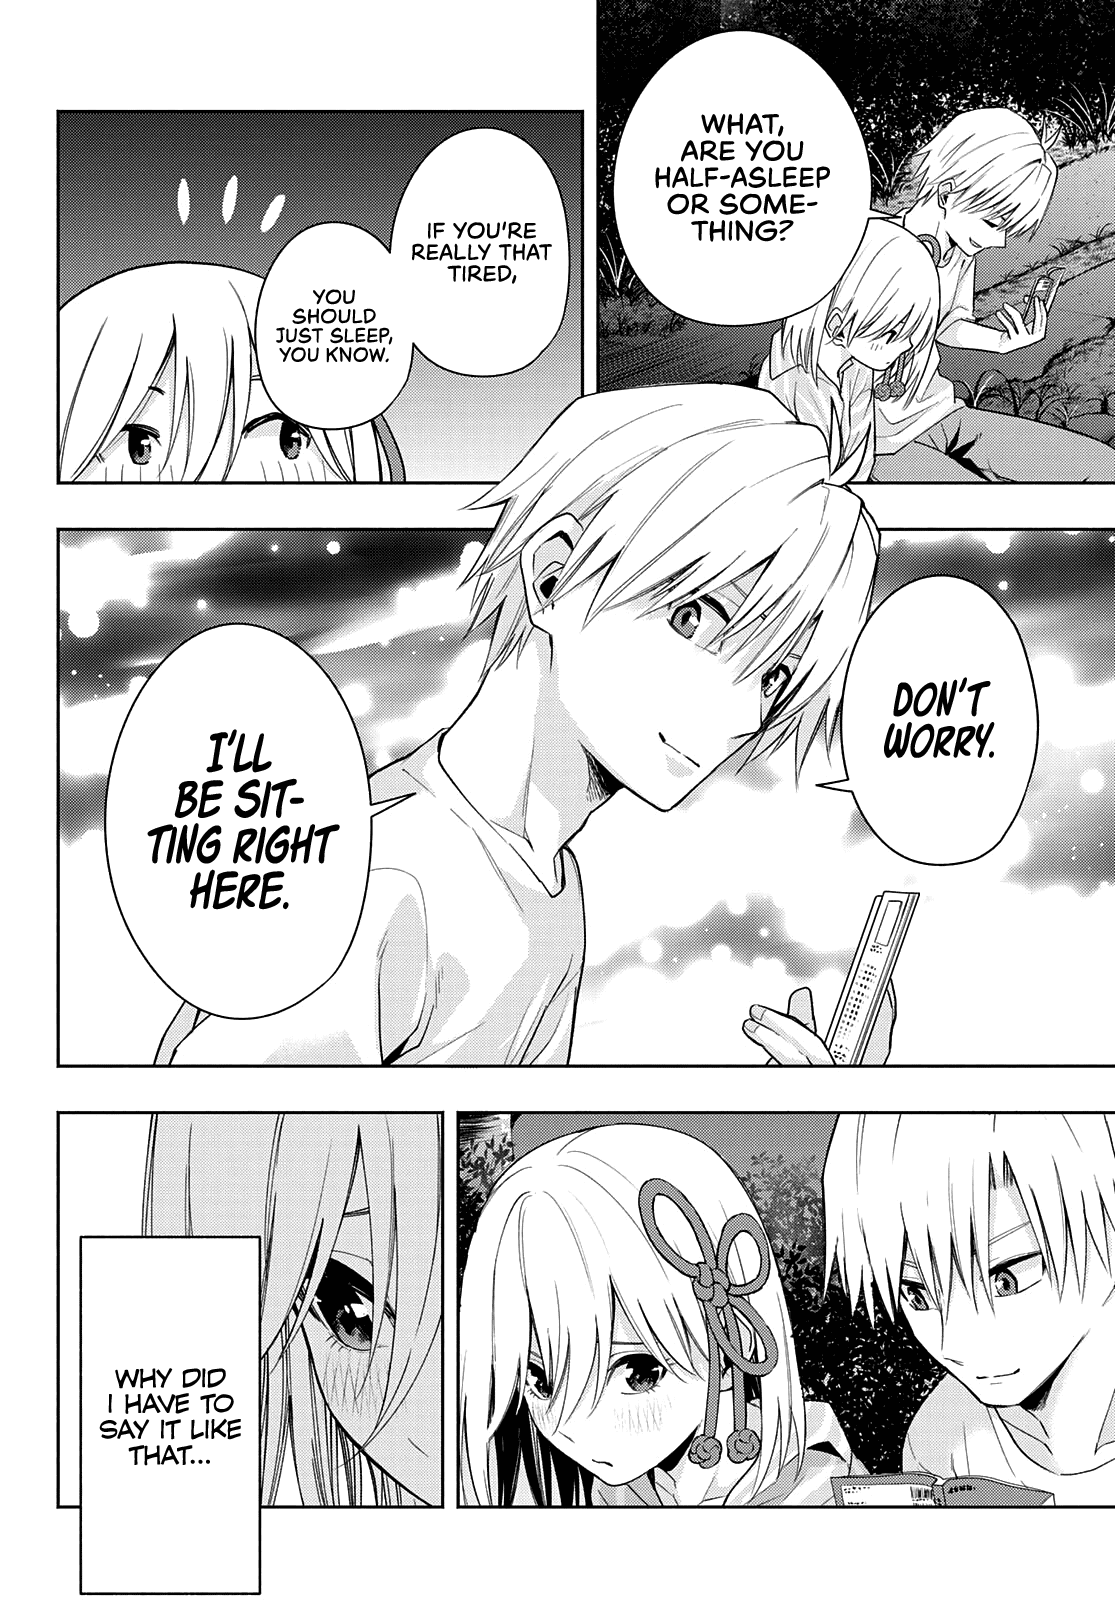 WHAT,
ARE YOU
HALF-ASLEEP
OR SOME-
THING?
IF YOU'RE
REALLY THAT
TIRED,
YOU
SHOULD
JUST SLEEP,
YOU KNOW.
DON'T
WORRY.
I'LL
BE SIT-
TING RIGHT
HERE.
WHY DID
I HAVE TO
SAY IT LIKE
THAT...